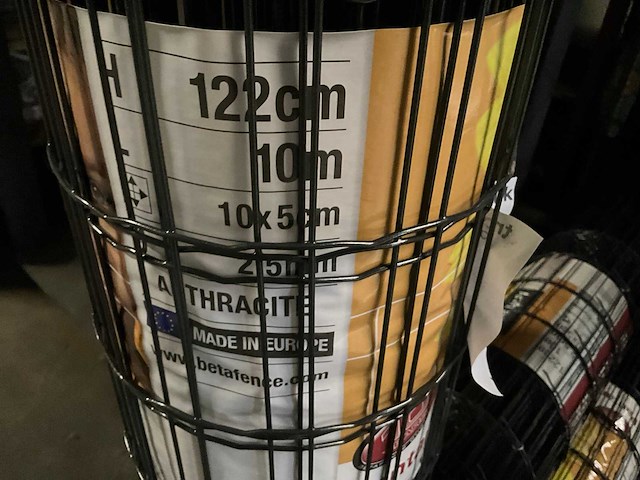 H 122cm
10m
10x5cm
2,5mm
ANTHRACITE
MADE IN EUROPE
www.betafence.com